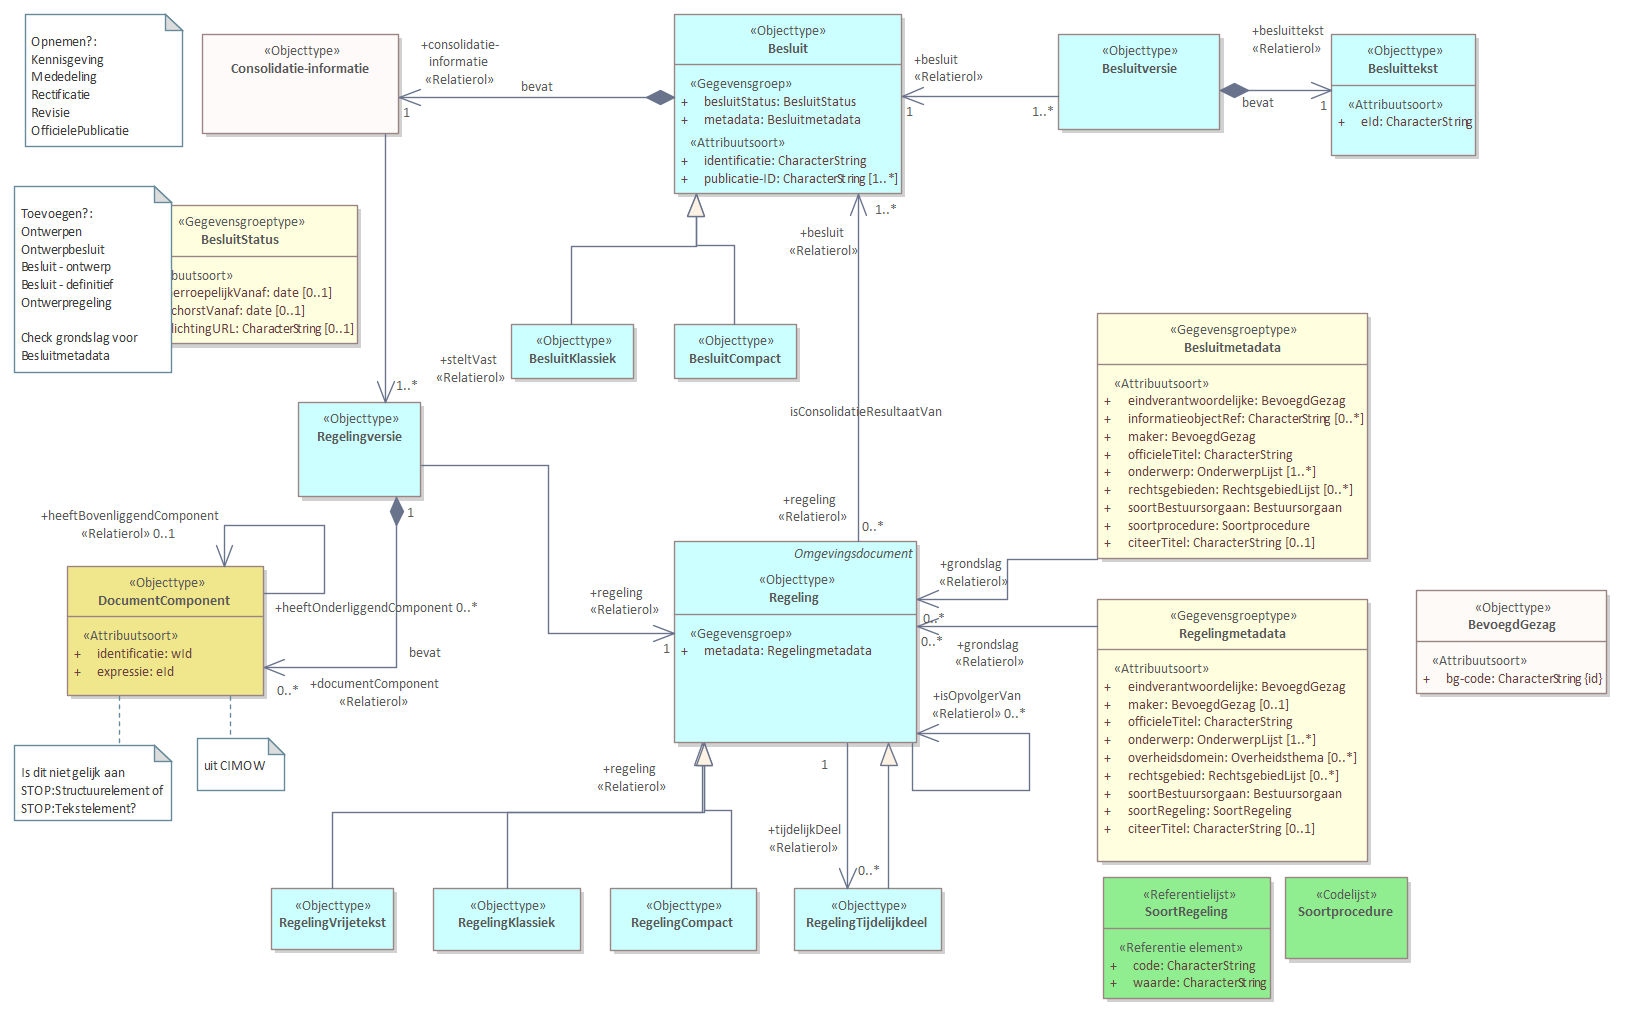 Opnemen?:
Kennisgeving
Mededeling
Rectificatie
Revisie
OfficielePublicatie
«Objecttype»
Consolidatie-informatie
+consolidatie-
informatie
«Relatierol»
1
bevat
«Objecttype»
Besluit
«Gegevensgroep»
+ besluitStatus: BesluitStatus
+ metadata: Besluitmetadata
«Attribuutsoort»
+ identificatie: CharacterString
+ publicatie-ID: CharacterString [1..*]
+besluit
«Relatierol»
1
1..*
«Objecttype»
Besluitversie
bevat
+besluittekst
«Relatierol»
1
«Objecttype»
Besluittekst
«Attribuutsoort»
+ eId: CharacterString
Toevoegen?:
Ontwerpen
Ontwerpbesluit
Besluit - ontwerp
Besluit - definitief
Ontwerpregeling
Check grondslag voor
Besluitmetadata
«Gegevensgroeptype»
BesluitStatus
buutsoort»
erroepelijkVanaf: date [0..1]
chorstVanaf: date [0..1]
lichtingURL: CharacterString [0..1]
1..*
+besluit
«Relatierol»
«Objecttype»
BesluitKlassiek
«Objecttype»
BesluitCompact
+steltVast
«Relatierol»
1..*
«Objecttype»
Regelingversie
1
isConsolidatieResultaatVan
«Gegevensgroeptype»
Besluitmetadata
«Attribuutsoort»
+ eindverantwoordelijke: BevoegdGezag
+ informatieobjectRef: CharacterString [0..*]
+ maker: BevoegdGezag
+ officieleTitel: CharacterString
+ onderwerp: OnderwerpLijst [1..*]
+ rechtsgebieden: RechtsgebiedLijst [0..*]
+ soortBestuursorgaan: Bestuursorgaan
+ soortprocedure: Soortprocedure
+ citeerTitel: CharacterString [0..1]
+regeling
«Relatierol»
0..*
+heeftBovenliggendComponent
«Relatierol» 0..1
«Objecttype»
DocumentComponent
«Attribuutsoort»
+ identificatie: wId
+ expressie: eId
+heeftOnderliggendComponent 0..*
bevat
0..*
+documentComponent
«Relatierol»
+regeling
«Relatierol»
1
Omgevingsdocument
«Objecttype»
Regeling
«Gegevensgroep»
+ metadata: Regelingmetadata
+grondslag
«Relatierol»
0..*
0..*
+grondslag
«Relatierol»
+isOpvolgerVan
«Relatierol» 0..*
«Gegevensgroeptype»
Regelingmetadata
«Attribuutsoort»
+ eindverantwoordelijke: BevoegdGezag
+ maker: BevoegdGezag [0..1]
+ officieleTitel: CharacterString
+ onderwerp: OnderwerpLijst [1..*]
+ overheidsdomein: Overheidsthema [0..*]
+ rechtsgebied: RechtsgebiedLijst [0..*]
+ soortBestuursorgaan: Bestuursorgaan
+ soortRegeling: SoortRegeling
+ citeerTitel: CharacterString [0..1]
«Objecttype»
BevoegdGezag
«Attribuutsoort»
+ bg-code: CharacterString {id}
Is dit niet gelijk aan
STOP:Structuurelement of
STOP:Tekstelement?
uit CIMOW
+regeling
«Relatierol»
1
+tijdelijkDeel
«Relatierol»
0..*
«Objecttype»
RegelingVrijetekst
«Objecttype»
RegelingKlassiek
«Objecttype»
RegelingCompact
«Objecttype»
RegelingTijdelijkdeel
«Referentielijst»
SoortRegeling
«Referentie element»
+ code: CharacterString
+ waarde: CharacterString
«Codelijst»
Soortprocedure